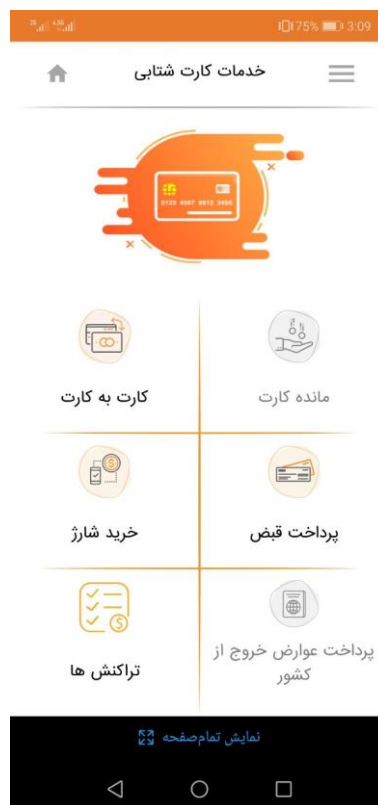 75% 3:09
خدمات کارت شتابی
0123 4567 8912 3456
مانده کارت
کارت به کارت
پرداخت قبض
خرید شارژ
پرداخت عوارض خروج از
کشور
تراکنش ها
نمایش تمام‌صفحه